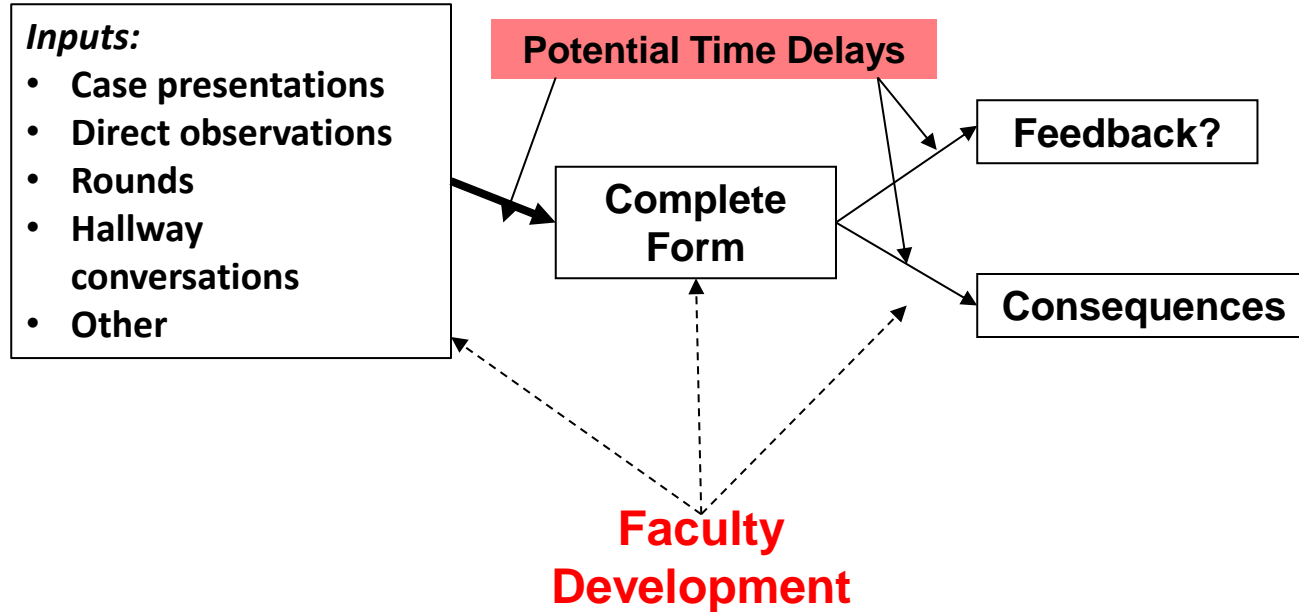 Inputs:
• Case presentations
• Direct observations
• Rounds
• Hallway
conversations
• Other
Potential Time Delays
Complete
Form
Feedback?
Consequences
Faculty
Development